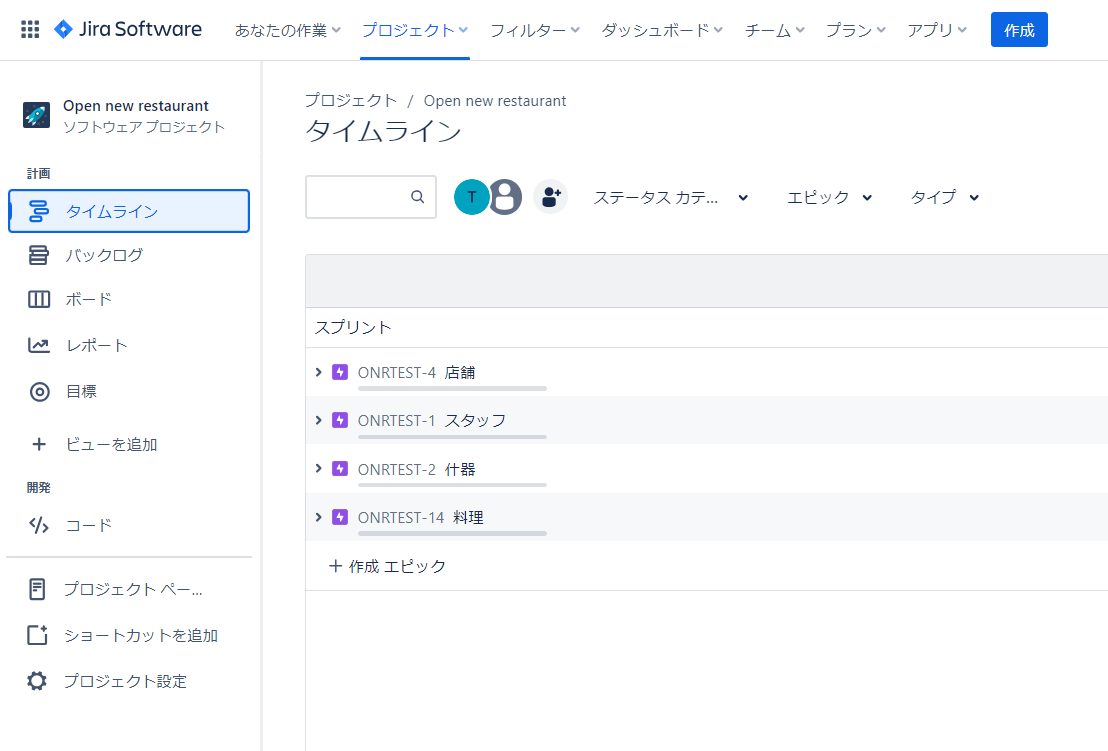 Jira Software あなたの作業 プロジェクト フィルター ダッシュボード チーム プラン アプリ 作成
Open new restaurant
ソフトウェア プロジェクト
計画
タイムライン
バックログ
ボード
レポート
目標
ビューを追加
開発
コード
プロジェクト ペー...
ショートカットを追加
プロジェクト設定
プロジェクト / Open new restaurant
タイムライン
T ステータス カテ... エピック タイプ
スプリント
ONRTEST-4 店舗
ONRTEST-1 スタッフ
ONRTEST-2 什器
ONRTEST-14 料理
作成 エピック